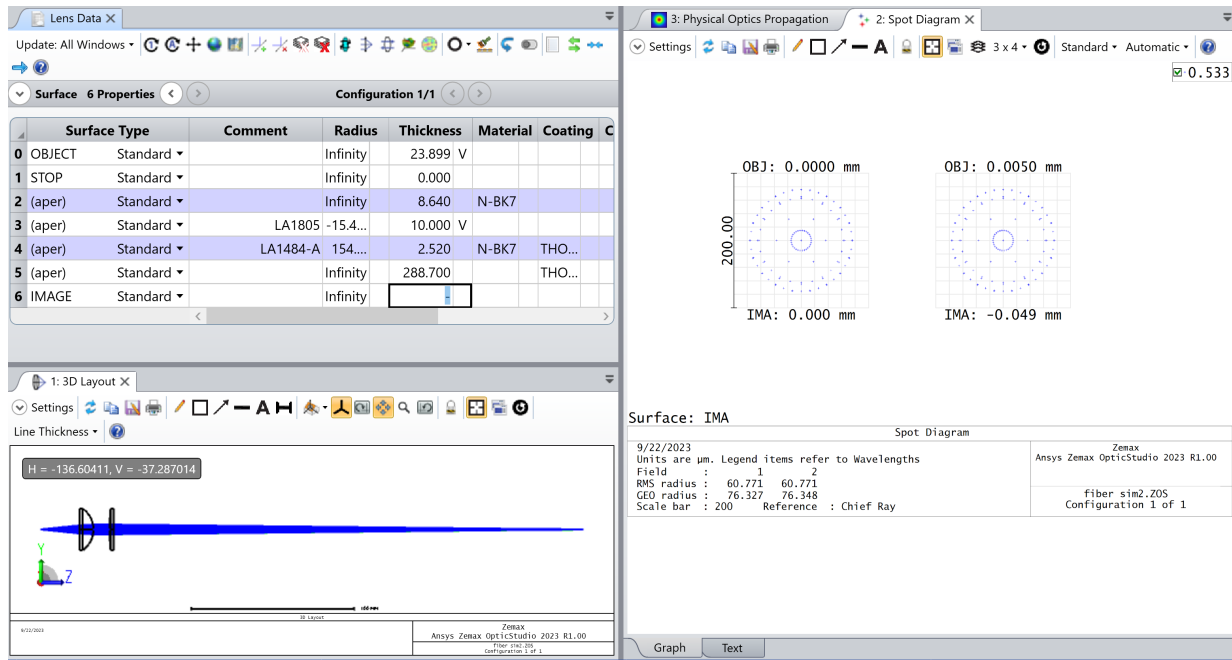 Lens Data
Update: All Windows
Surface 6 Properties
Configuration 1/1
Surface Type Comment Radius Thickness Material Coating C
0 OBJECT Standard Infinity 23.899 V
1 STOP Standard Infinity 0.000
2 (aper) Standard Infinity 8.640 N-BK7
3 (aper) Standard LA1805 -15.4... 10.000 V
4 (aper) Standard LA1484-A 154.... 2.520 N-BK7 THO...
5 (aper) Standard Infinity 288.700 THO...
6 IMAGE Standard Infinity -
1: 3D Layout
Settings
Line Thickness
H = -136.60411, V = -37.287014
Y
Z
100 mm
3D Layout
9/22/2023
Zemax
Ansys Zemax OpticStudio 2023 R1.00
fiber sim2.ZOS
Configuration 1 of 1
3: Physical Optics Propagation
2: Spot Diagram
Settings
3 x 4
Standard
Automatic
0.533
OBJ: 0.0000 mm
OBJ: 0.0050 mm
200.00
IMA: 0.000 mm
IMA: -0.049 mm
Surface: IMA
Spot Diagram
9/22/2023
Units are µm. Legend items refer to Wavelengths
Field : 1 2
RMS radius : 60.771 60.771
GEO radius : 76.327 76.348
Scale bar : 200 Reference : Chief Ray
Zemax
Ansys Zemax OpticStudio 2023 R1.00
fiber sim2.ZOS
Configuration 1 of 1
Graph
Text